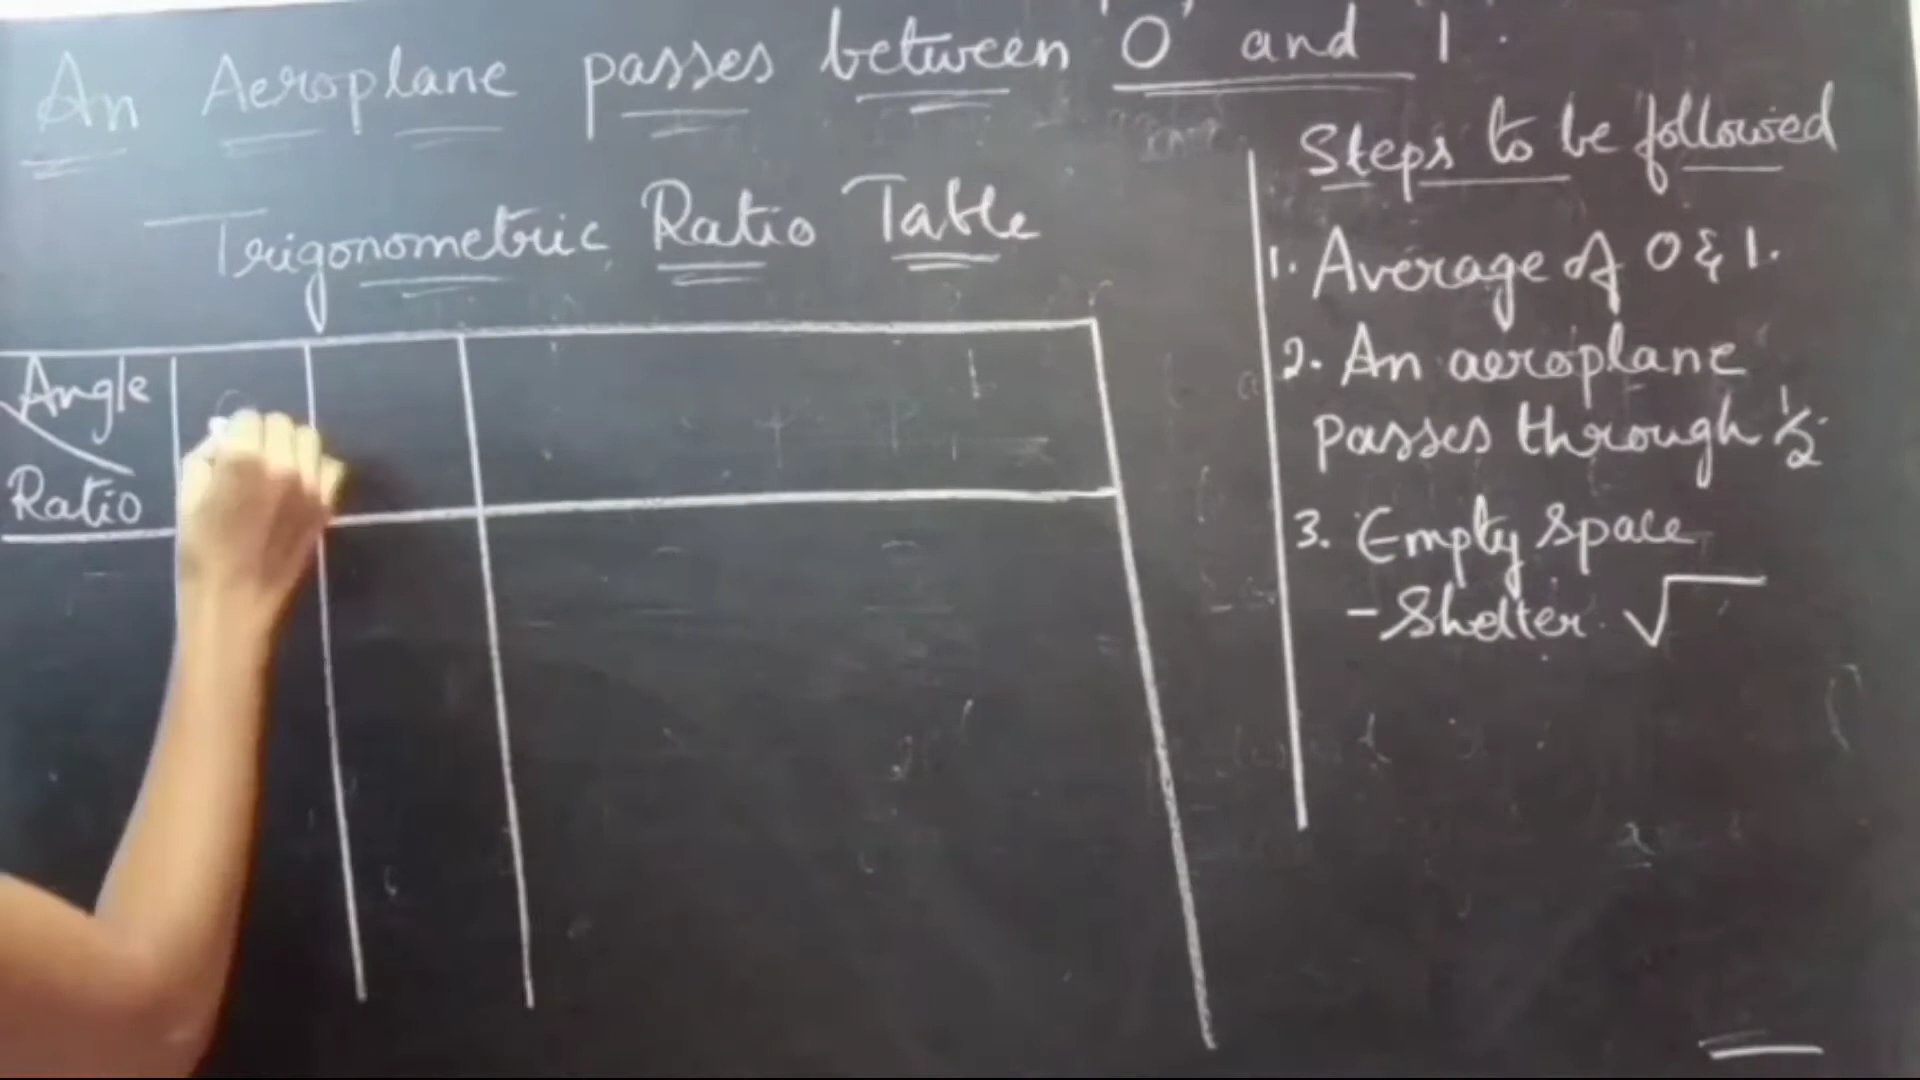 An Aeroplane passes between '0' and '1'.
Trigonometric Ratio Table
Angle
Ratio
Steps to be followed
1. Average of 0 & 1.
2. An aeroplane
passes through 1/2.
3. Empty space
- Shelter √